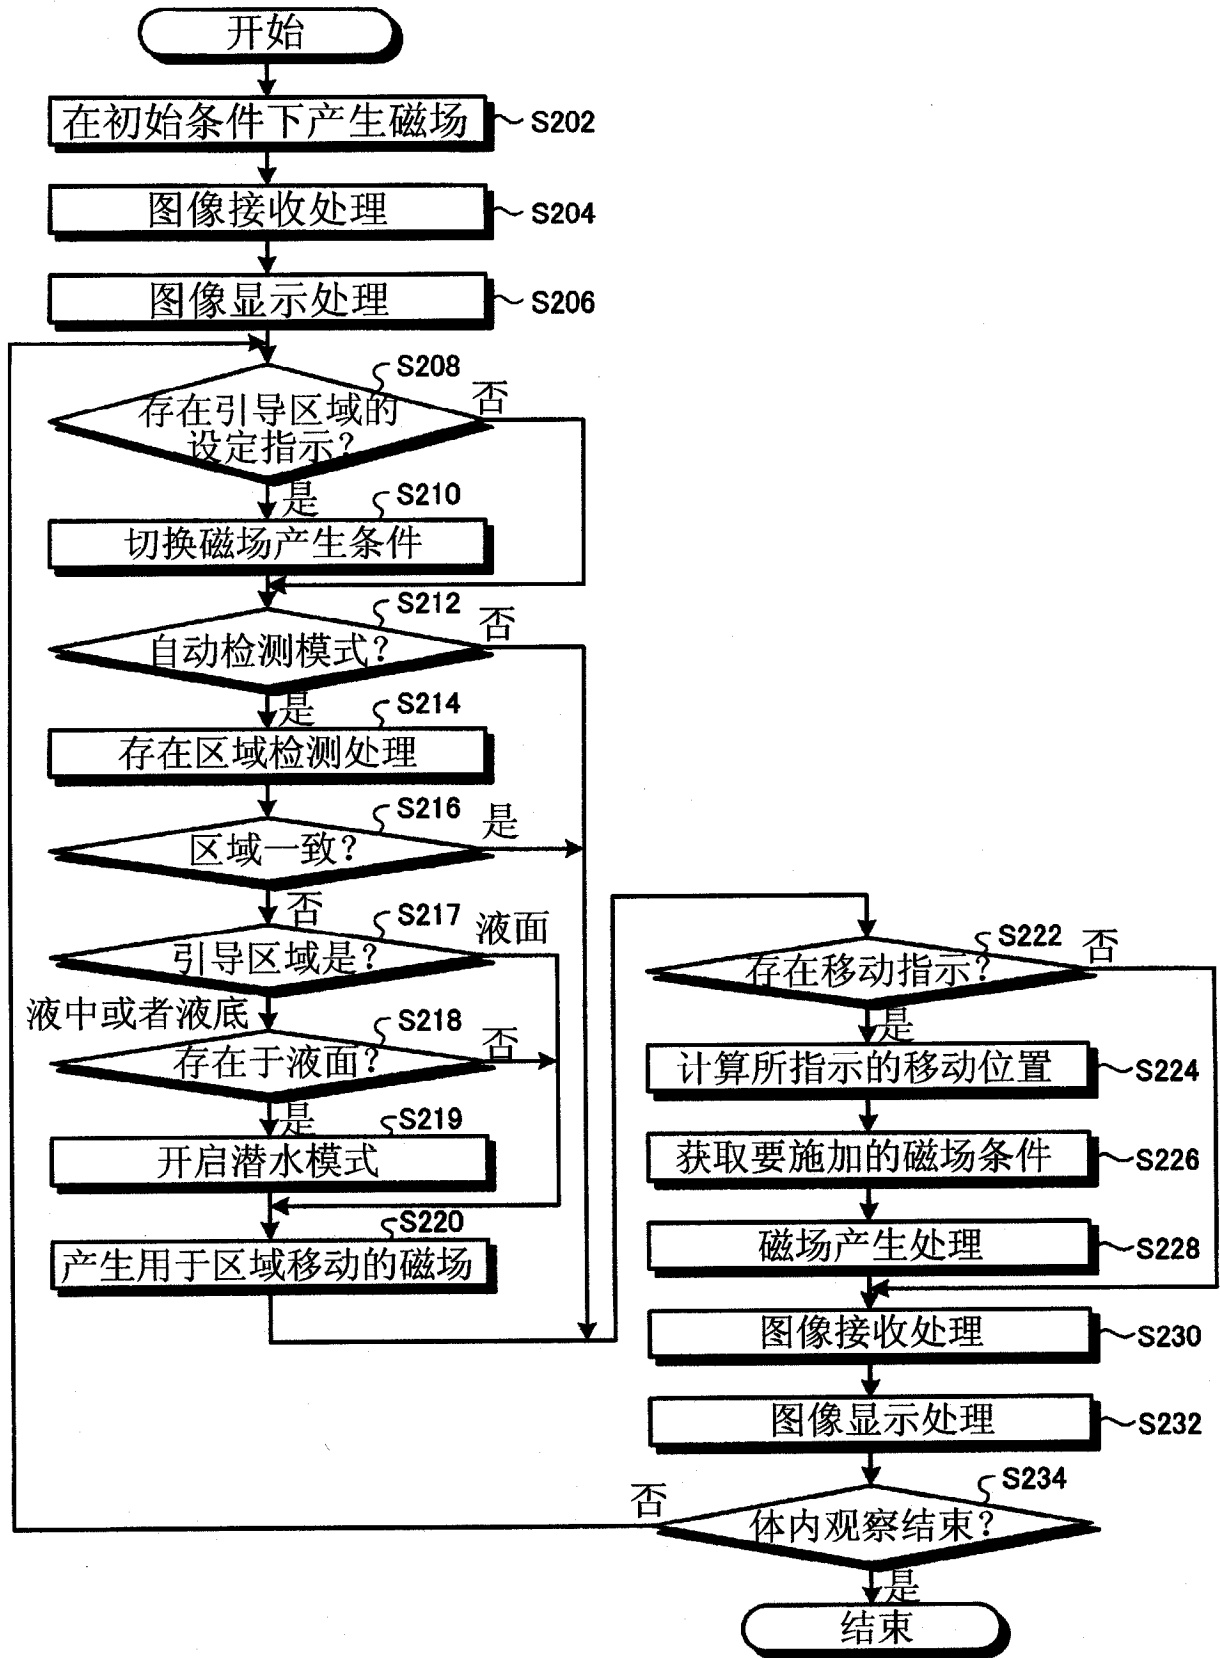 开始
在初始条件下产生磁场
S202
图像接收处理
S204
图像显示处理
S206
S208
否
存在引导区域的
设定指示？
是
S210
切换磁场产生条件
S212
否
自动检测模式？
是
S214
存在区域检测处理
S216
是
区域一致？
否
S217
液面
引导区域是？
液中或者液底
S218
否
存在于液面？
是
S219
开启潜水模式
S220
产生用于区域移动的磁场
S222
否
存在移动指示？
是
计算所指示的移动位置
S224
获取要施加的磁场条件
S226
磁场产生处理
S228
图像接收处理
S230
图像显示处理
S232
S234
否
体内观察结束？
是
结束